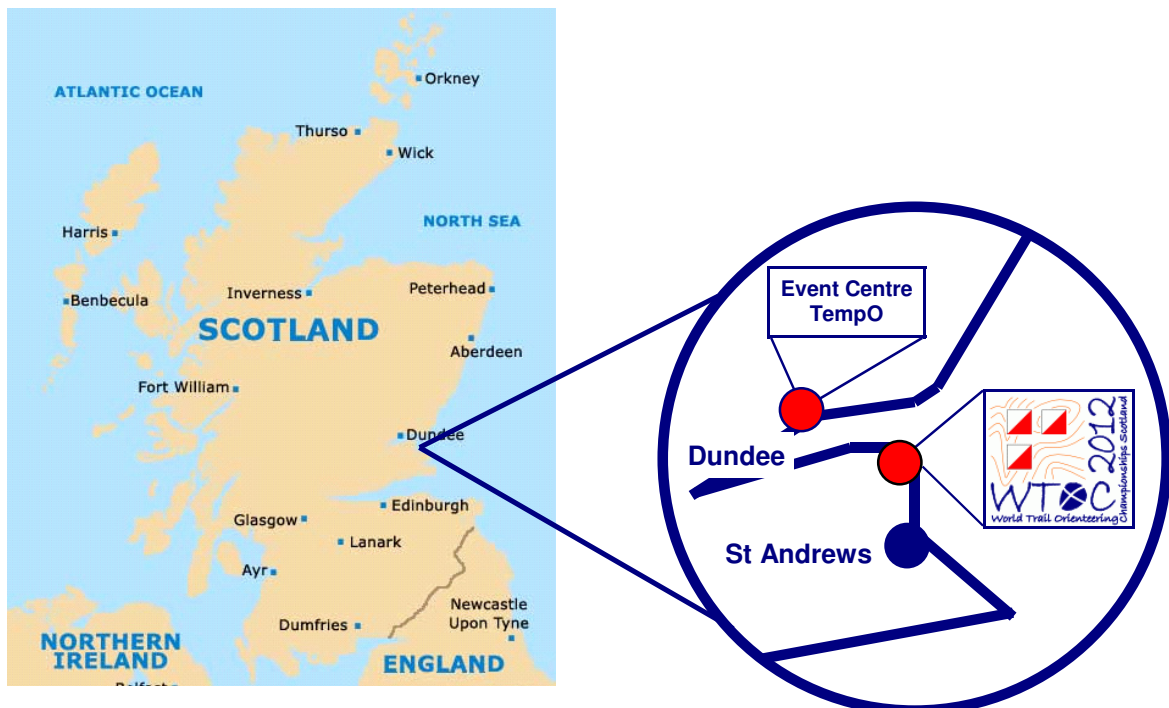 Orkney
ATLANTIC OCEAN
Thurso
Wick
NORTH SEA
Harris
Benbecula
Inverness
Peterhead
SCOTLAND
Aberdeen
Fort William
Dundee
Edinburgh
Glasgow
Lanark
Ayr
Newcastle
Upon Tyne
Dumfries
NORTHERN
IRELAND
ENGLAND
Belfast
Event Centre
TempO
Dundee
St Andrews
WTOC
World Trail Orienteering
Championships Scotland
2012